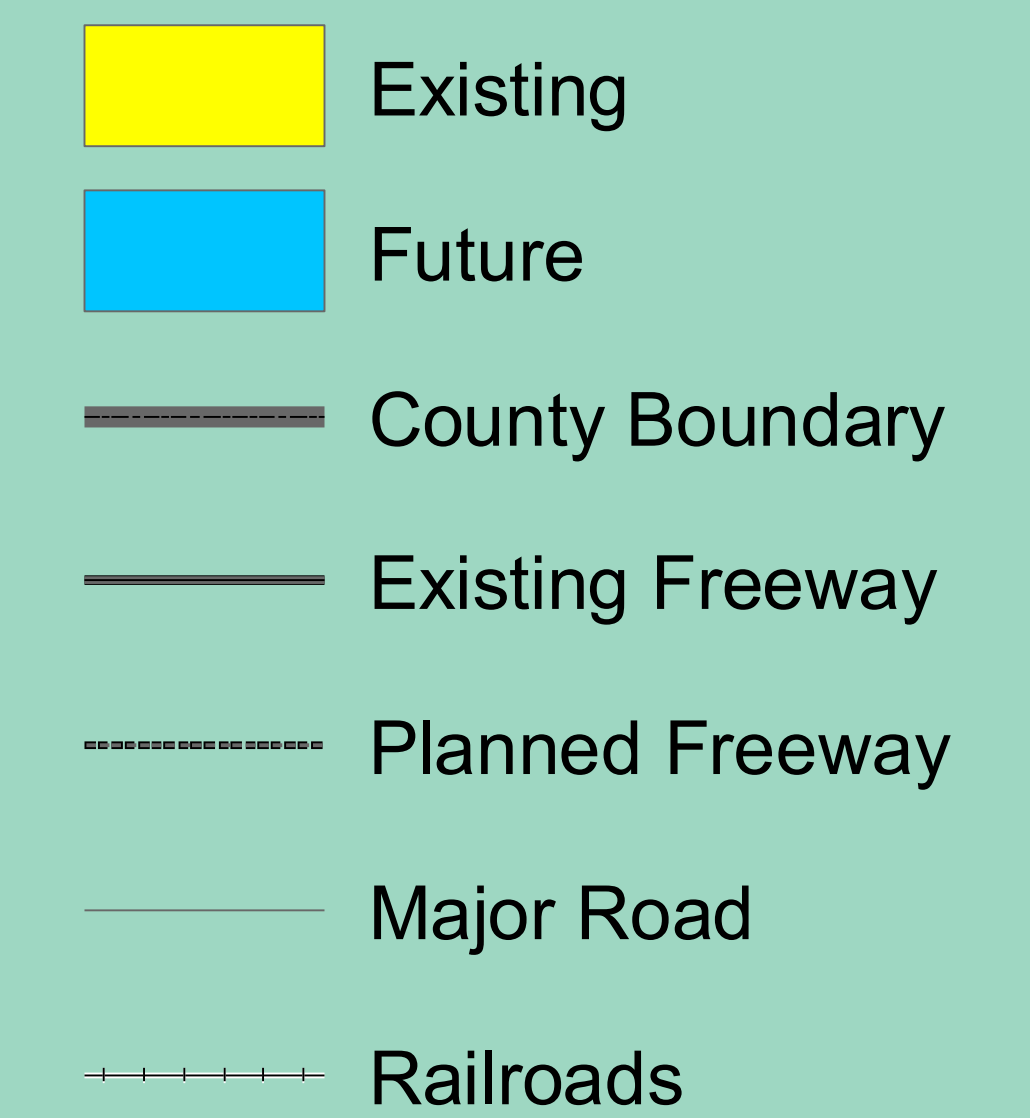 Existing
Future
County Boundary
Existing Freeway
Planned Freeway
Major Road
Railroads